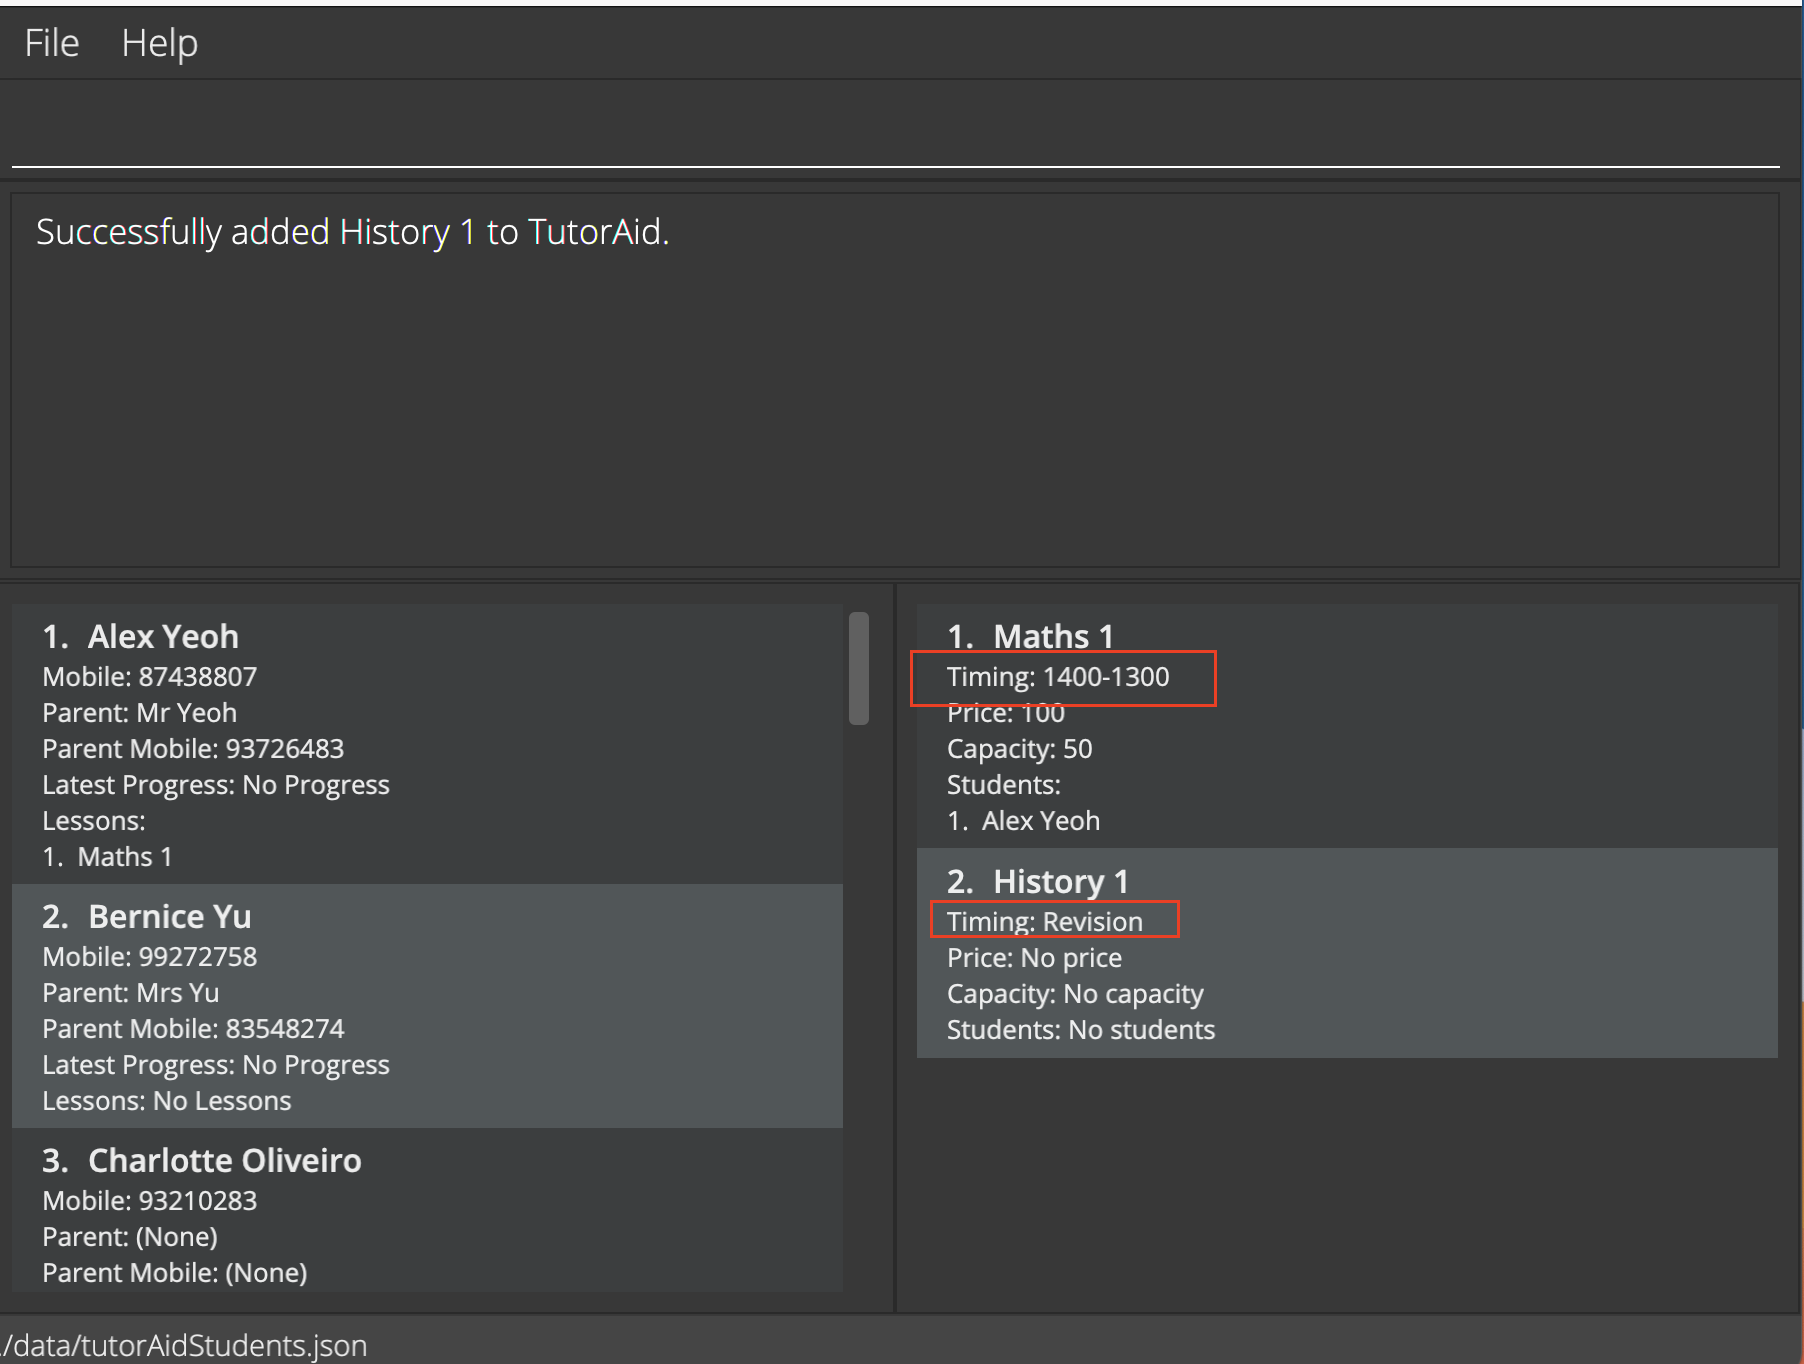 File Help
Successfully added History 1 to TutorAid.
1. Alex Yeoh
Mobile: 87438807
Parent: Mr Yeoh
Parent Mobile: 93726483
Latest Progress: No Progress
Lessons:
1. Maths 1
2. Bernice Yu
Mobile: 99272758
Parent: Mrs Yu
Parent Mobile: 83548274
Latest Progress: No Progress
Lessons: No Lessons
3. Charlotte Oliveiro
Mobile: 93210283
Parent: (None)
Parent Mobile: (None)
1. Maths 1
Timing: 1400-1300
Price: 100
Capacity: 50
Students:
1. Alex Yeoh
2. History 1
Timing: Revision
Price: No price
Capacity: No capacity
Students: No students
./data/tutorAidStudents.json